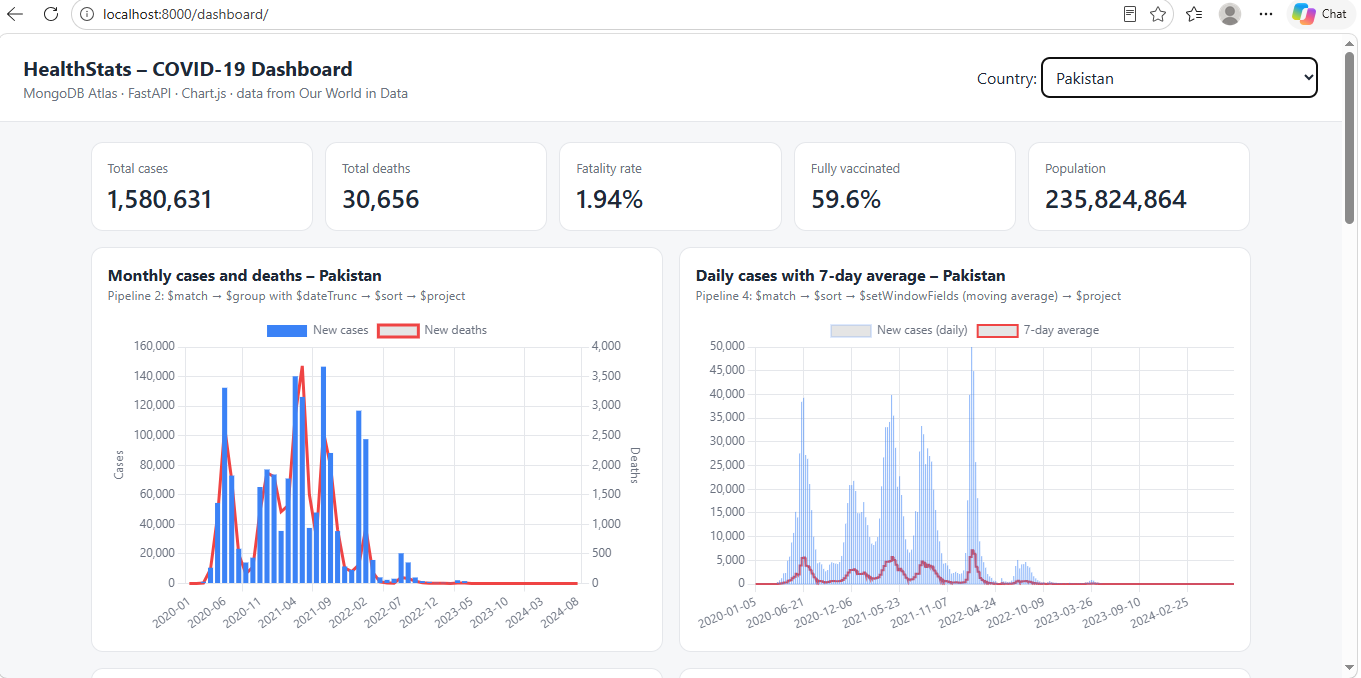 localhost:8000/dashboard/
Chat
HealthStats – COVID-19 Dashboard
MongoDB Atlas · FastAPI · Chart.js · data from Our World in Data
Country: Pakistan
Total cases
1,580,631
Total deaths
30,656
Fatality rate
1.94%
Fully vaccinated
59.6%
Population
235,824,864
Monthly cases and deaths – Pakistan
Pipeline 2: $match → $group with $dateTrunc → $sort → $project
New cases New deaths
160,000
140,000
120,000
100,000
80,000
60,000
40,000
20,000
0
Cases
4,000
3,500
3,000
2,500
2,000
1,500
1,000
500
0
Deaths
2020-01 2020-06 2020-11 2021-04 2021-09 2022-02 2022-07 2022-12 2023-05 2023-10 2024-03 2024-08
Daily cases with 7-day average – Pakistan
Pipeline 4: $match → $sort → $setWindowFields (moving average) → $project
New cases (daily) 7-day average
50,000
45,000
40,000
35,000
30,000
25,000
20,000
15,000
10,000
5,000
0
2020-01-05 2020-06-21 2020-12-06 2021-05-23 2021-11-07 2022-04-24 2022-10-09 2023-03-26 2023-09-10 2024-02-25